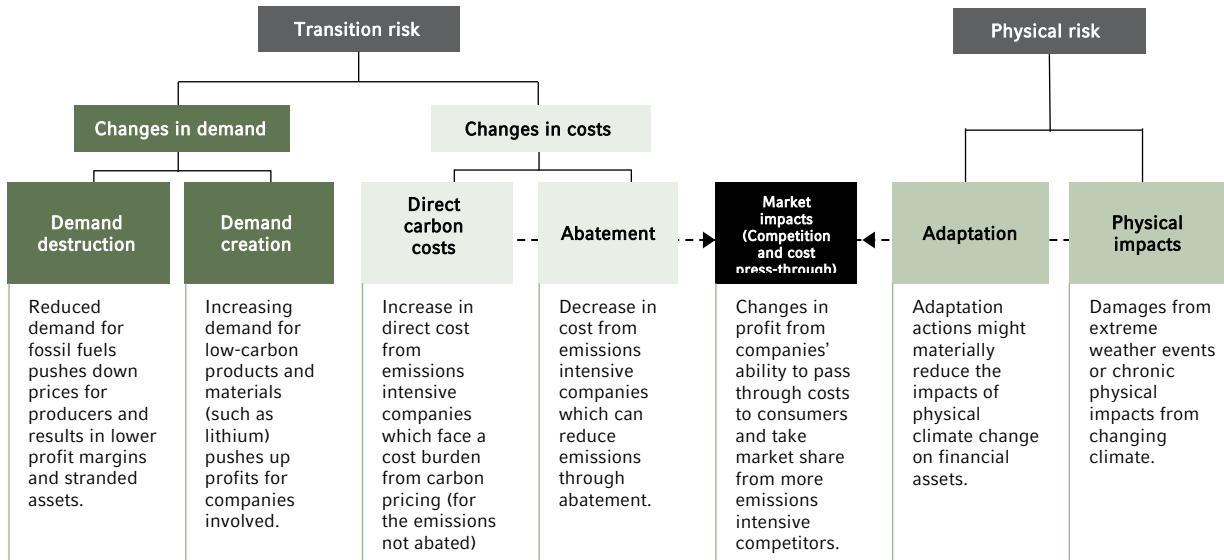 Transition risk
Physical risk
Changes in demand
Changes in costs
Demand
destruction
Demand
creation
Direct
carbon
costs
Abatement
Market
impacts
(Competition
and cost
press-through)
Adaptation
Physical
impacts
Reduced
demand for
fossil fuels
pushes down
prices for
producers and
results in lower
profit margins
and stranded
assets.
Increasing
demand for
low-carbon
products and
materials
(such as
lithium)
pushes up
profits for
companies
involved.
Increase in
direct cost
from
emissions
intensive
companies
which face a
cost burden
from carbon
pricing (for
the emissions
not abated)
Decrease in
cost from
emissions
intensive
companies
which can
reduce
emissions
through
abatement.
Changes in
profit from
companies’
ability to pass
through costs
to consumers
and take
market share
from more
emissions
intensive
competitors.
Adaptation
actions might
materially
reduce the
impacts of
physical
climate change
on financial
assets.
Damages from
extreme
weather events
or chronic
physical
impacts from
changing
climate.